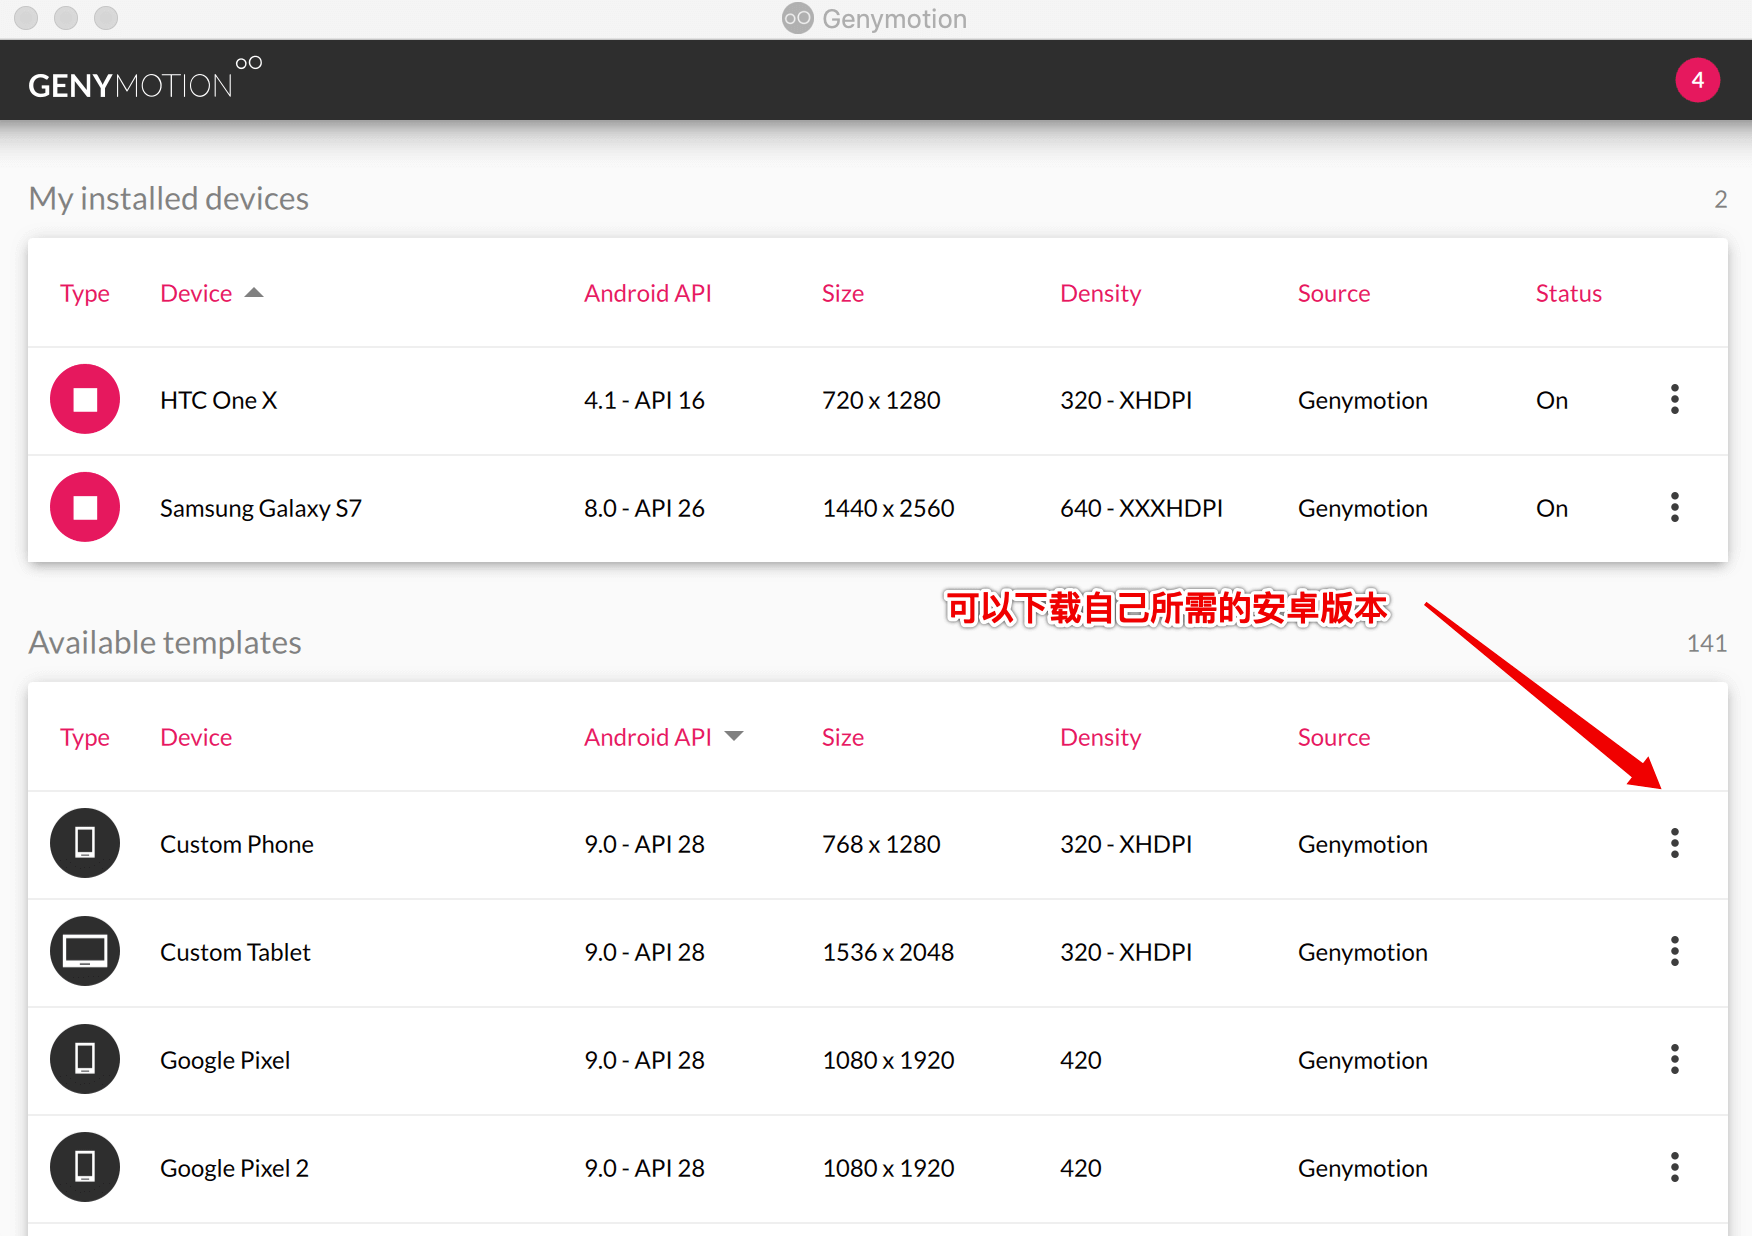 Genymotion
GENYMOTION
4
My installed devices
2
Type Device Android API Size Density Source Status
HTC One X 4.1 - API 16 720 x 1280 320 - XHDPI Genymotion On
Samsung Galaxy S7 8.0 - API 26 1440 x 2560 640 - XXXHDPI Genymotion On
可以下载自己所需的安卓版本
Available templates
141
Type Device Android API Size Density Source
Custom Phone 9.0 - API 28 768 x 1280 320 - XHDPI Genymotion
Custom Tablet 9.0 - API 28 1536 x 2048 320 - XHDPI Genymotion
Google Pixel 9.0 - API 28 1080 x 1920 420 Genymotion
Google Pixel 2 9.0 - API 28 1080 x 1920 420 Genymotion